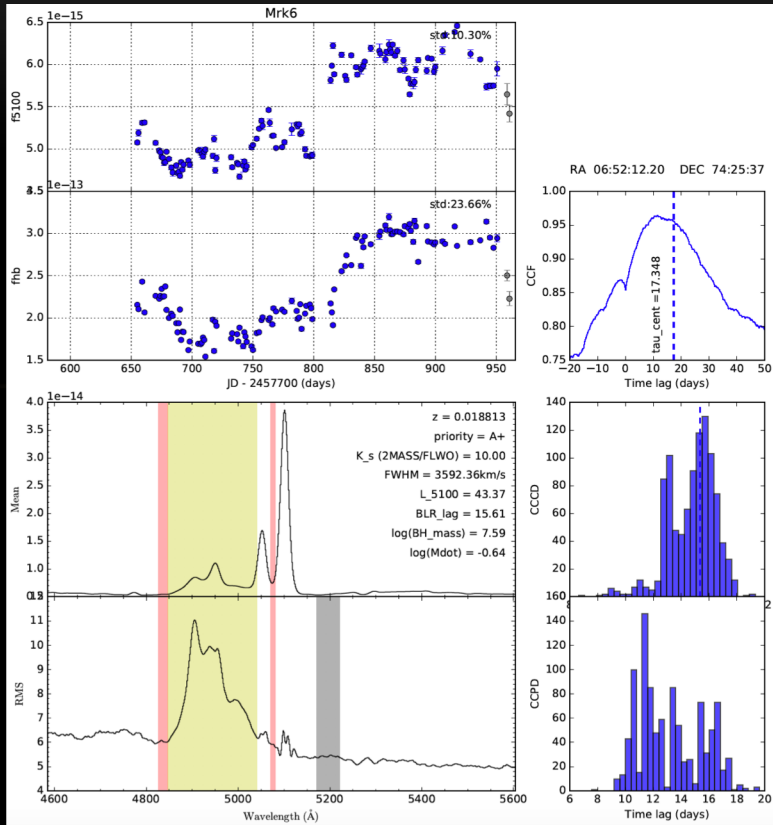 Mrk6
1e−15
6.5
6.0
5.5
5.0
4.5
f5100
std:10.30%
1e−13
3.5
3.0
2.5
2.0
1.5
fhb
std:23.66%
600 650 700 750 800 850 900 950
JD - 2457700 (days)
RA 06:52:12.20 DEC 74:25:37
1.00
0.95
0.90
0.85
0.80
0.75
CCF
tau_cent =17.348
−20 −10 0 10 20 30 40 50
Time lag (days)
1e−14
4.0
3.5
3.0
2.5
2.0
1.5
1.0
0.5
Mean
z = 0.018813
priority = A+
K_s (2MASS/FLWO) = 10.00
FWHM = 3592.36km/s
L_5100 = 43.37
BLR_lag = 15.61
log(BH_mass) = 7.59
log(Mdot) = -0.64
11
10
9
8
7
6
5
4
RMS
4600 4800 5000 5200 5400 5600
Wavelength (Å)
140
120
100
80
60
40
20
CCCD
140
120
100
80
60
40
20
0
CCPD
6 8 10 12 14 16 18 20
Time lag (days)